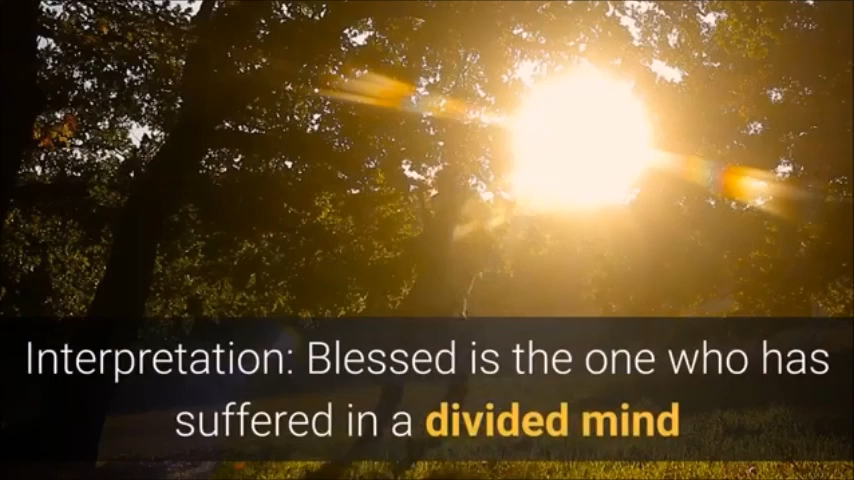 Interpretation: Blessed is the one who has
suffered in a divided mind